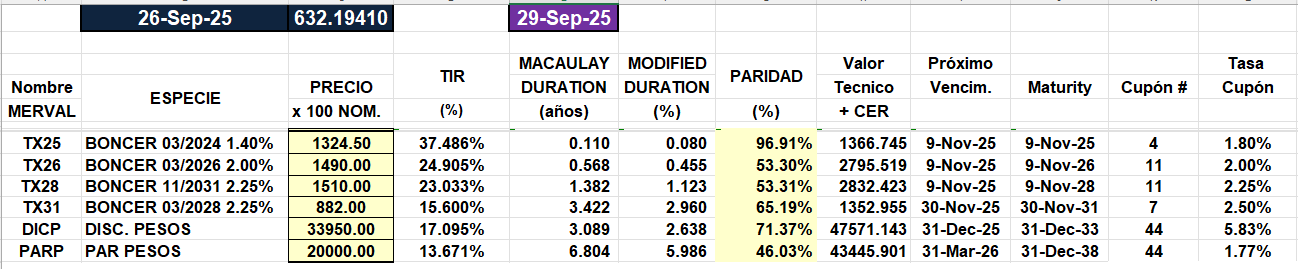 26-Sep-25 632.19410 29-Sep-25
MACAULAY MODIFIED Valor Próximo Tasa
TIR DURATION DURATION PARIDAD Tecnico Vencim. Maturity Cupón # Cupón
Nombre ESPECIE PRECIO
MERVAL x 100 NOM. (%) (años) (%) (%) + CER
TX25 BONCER 03/2024 1.40% 1324.50 37.486% 0.110 0.080 96.91% 1366.745 9-Nov-25 9-Nov-25 4 1.80%
TX26 BONCER 03/2026 2.00% 1490.00 24.905% 0.568 0.455 53.30% 2795.519 9-Nov-25 9-Nov-26 11 2.00%
TX28 BONCER 11/2031 2.25% 1510.00 23.033% 1.382 1.123 53.31% 2832.423 9-Nov-25 9-Nov-28 11 2.25%
TX31 BONCER 03/2028 2.25% 882.00 15.600% 3.422 2.960 65.19% 1352.955 30-Nov-25 30-Nov-31 7 2.50%
DICP DISC. PESOS 33950.00 17.095% 3.089 2.638 71.37% 47571.143 31-Dec-25 31-Dec-33 44 5.83%
PARP PAR PESOS 20000.00 13.671% 6.804 5.986 46.03% 43445.901 31-Mar-26 31-Dec-38 44 1.77%